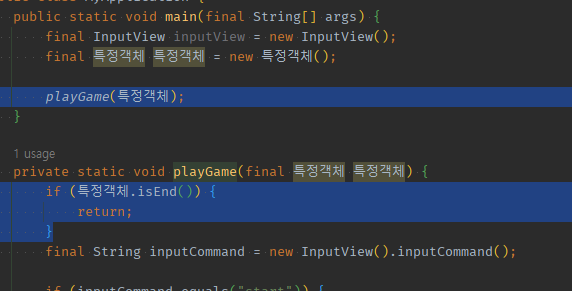 public static void main(final String[] args) {
final InputView inputView = new InputView();
final 특정객체 특정객체 = new 특정객체();
playGame(특정객체);
}
1 usage
private static void playGame(final 특정객체 특정객체) {
if (특정객체.isEnd()) {
return;
}
final String inputCommand = new InputView().inputCommand();
if (inputCommand.equals("start")) {